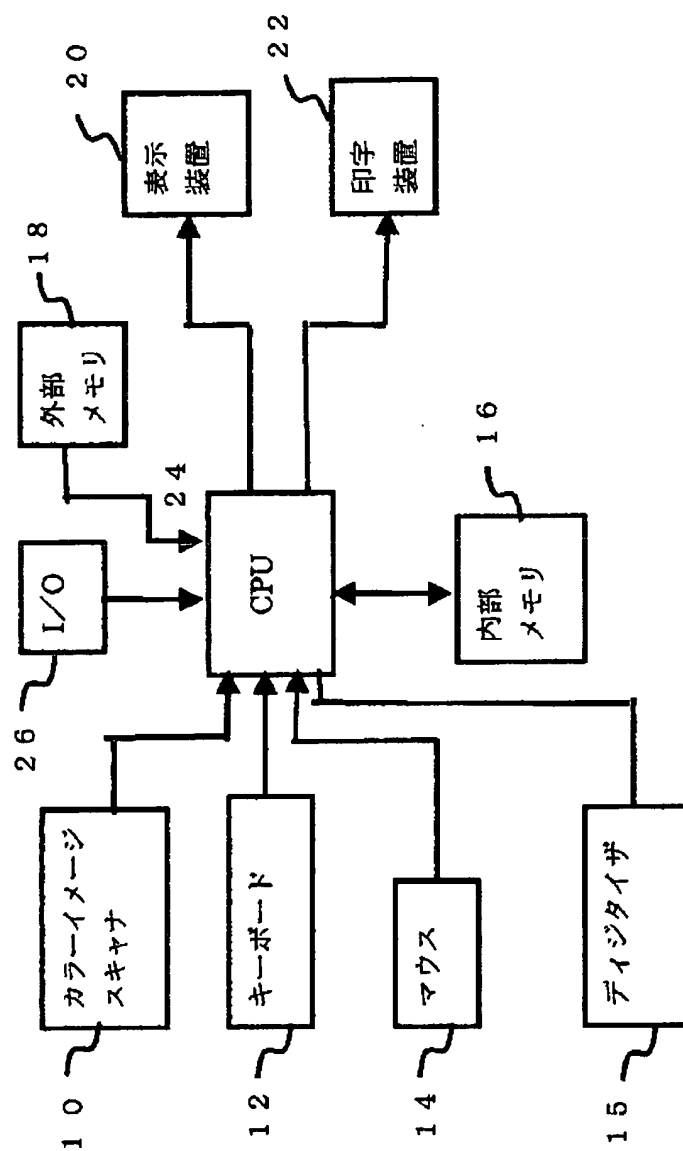 26
I/O
外部
メモリ
18
24
表示
装置
20
10
カラーイメージ
スキャナ
CPU
12
キーボード
印字
装置
22
14
マウス
内部
メモリ
16
15
ディジタイザ